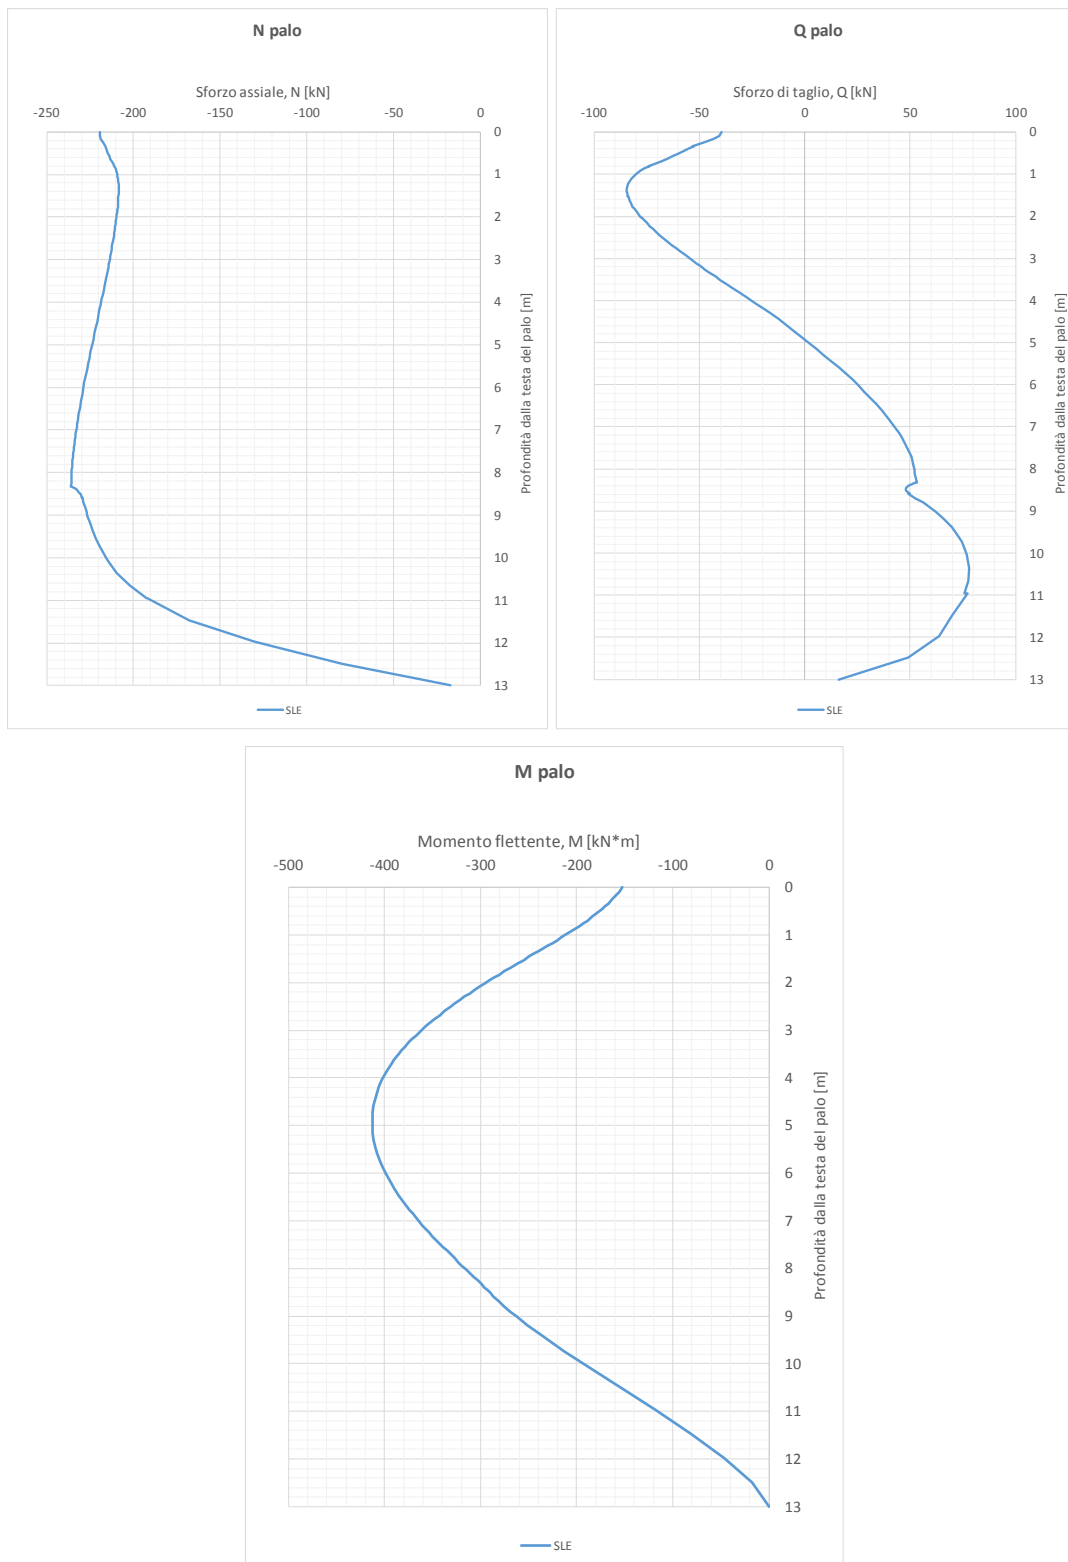 N palo
Sforzo assiale, N [kN]
-250 -200 -150 -100 -50 0
0
1
2
3
4
5
6
7
8
9
10
11
12
13
Profondità dalla testa del palo [m]
SLE
Q palo
Sforzo di taglio, Q [kN]
-100 -50 0 50 100
0
1
2
3
4
5
6
7
8
9
10
11
12
13
Profondità dalla testa del palo [m]
SLE
M palo
Momento flettente, M [kN*m]
-500 -400 -300 -200 -100 0
0
1
2
3
4
5
6
7
8
9
10
11
12
13
Profondità dalla testa del palo [m]
SLE